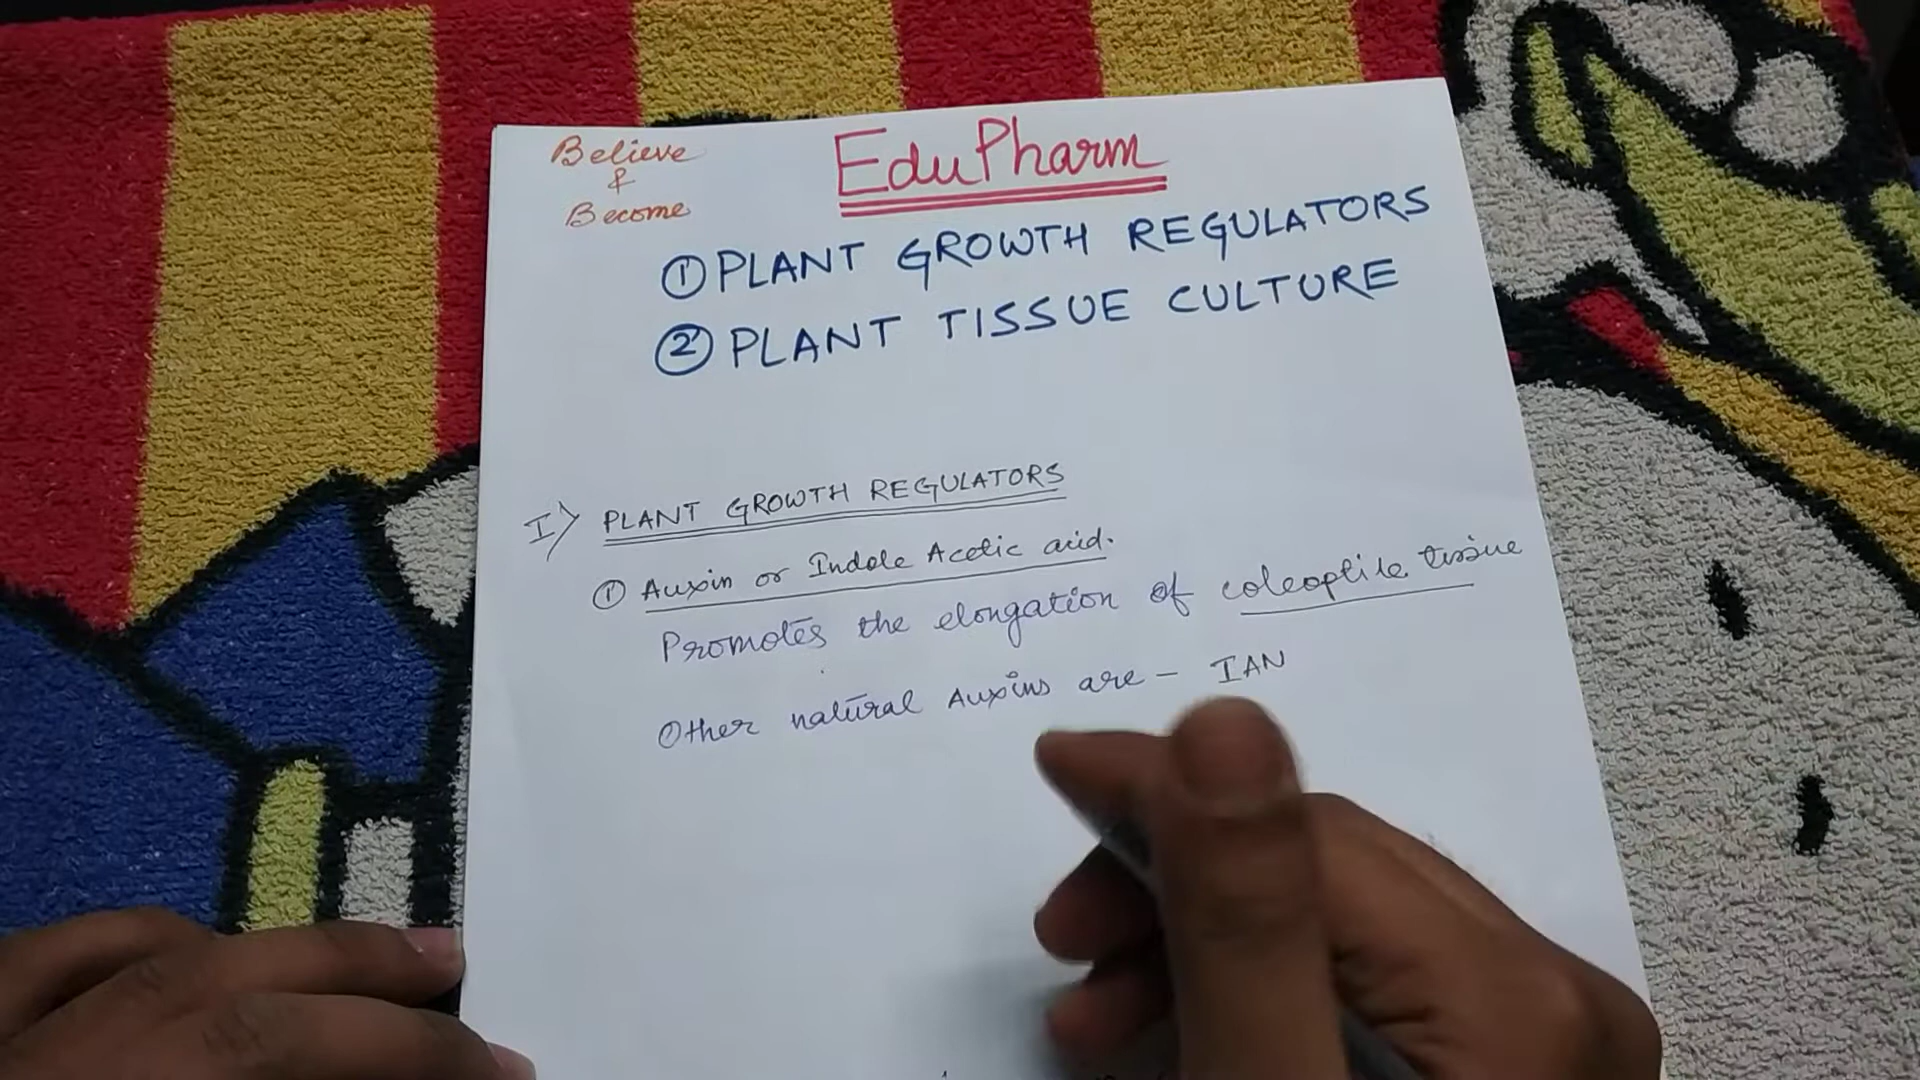 Believe
&
Become
EduPharm
① PLANT GROWTH REGULATORS
② PLANT TISSUE CULTURE
I) PLANT GROWTH REGULATORS
① Auxin or Indole Acetic acid.
Promotes the elongation of coleoptile tissue
Other natural Auxins are - IAN